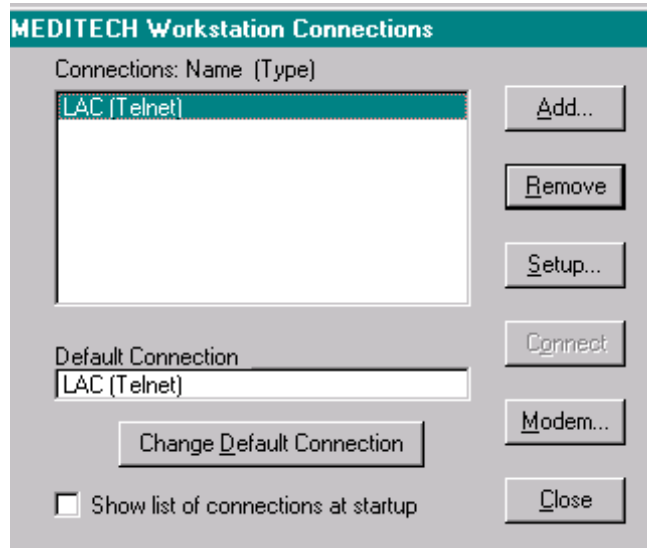 MEDITECH Workstation Connections
Connections: Name (Type)
LAC (Telnet)
Add...
Remove
Setup...
Connect
Default Connection
LAC (Telnet)
Modem...
Change Default Connection
Show list of connections at startup
Close